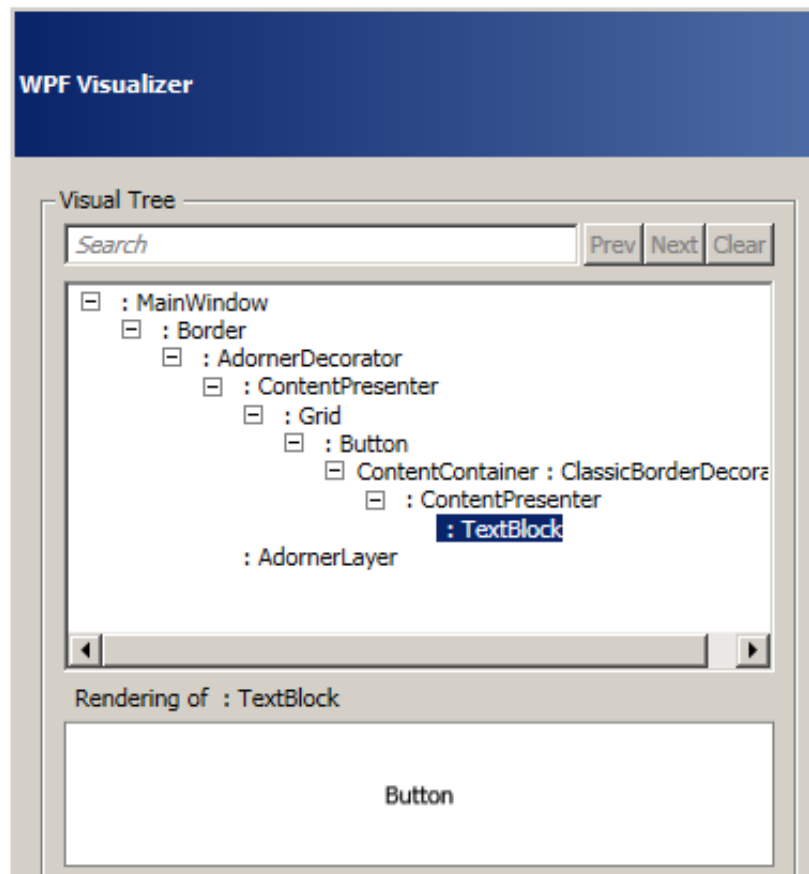 WPF Visualizer
Visual Tree
Search Prev Next Clear
: MainWindow
: Border
: AdornerDecorator
: ContentPresenter
: Grid
: Button
ContentContainer : ClassicBorderDecora
: ContentPresenter
: TextBlock
: AdornerLayer
Rendering of : TextBlock
Button